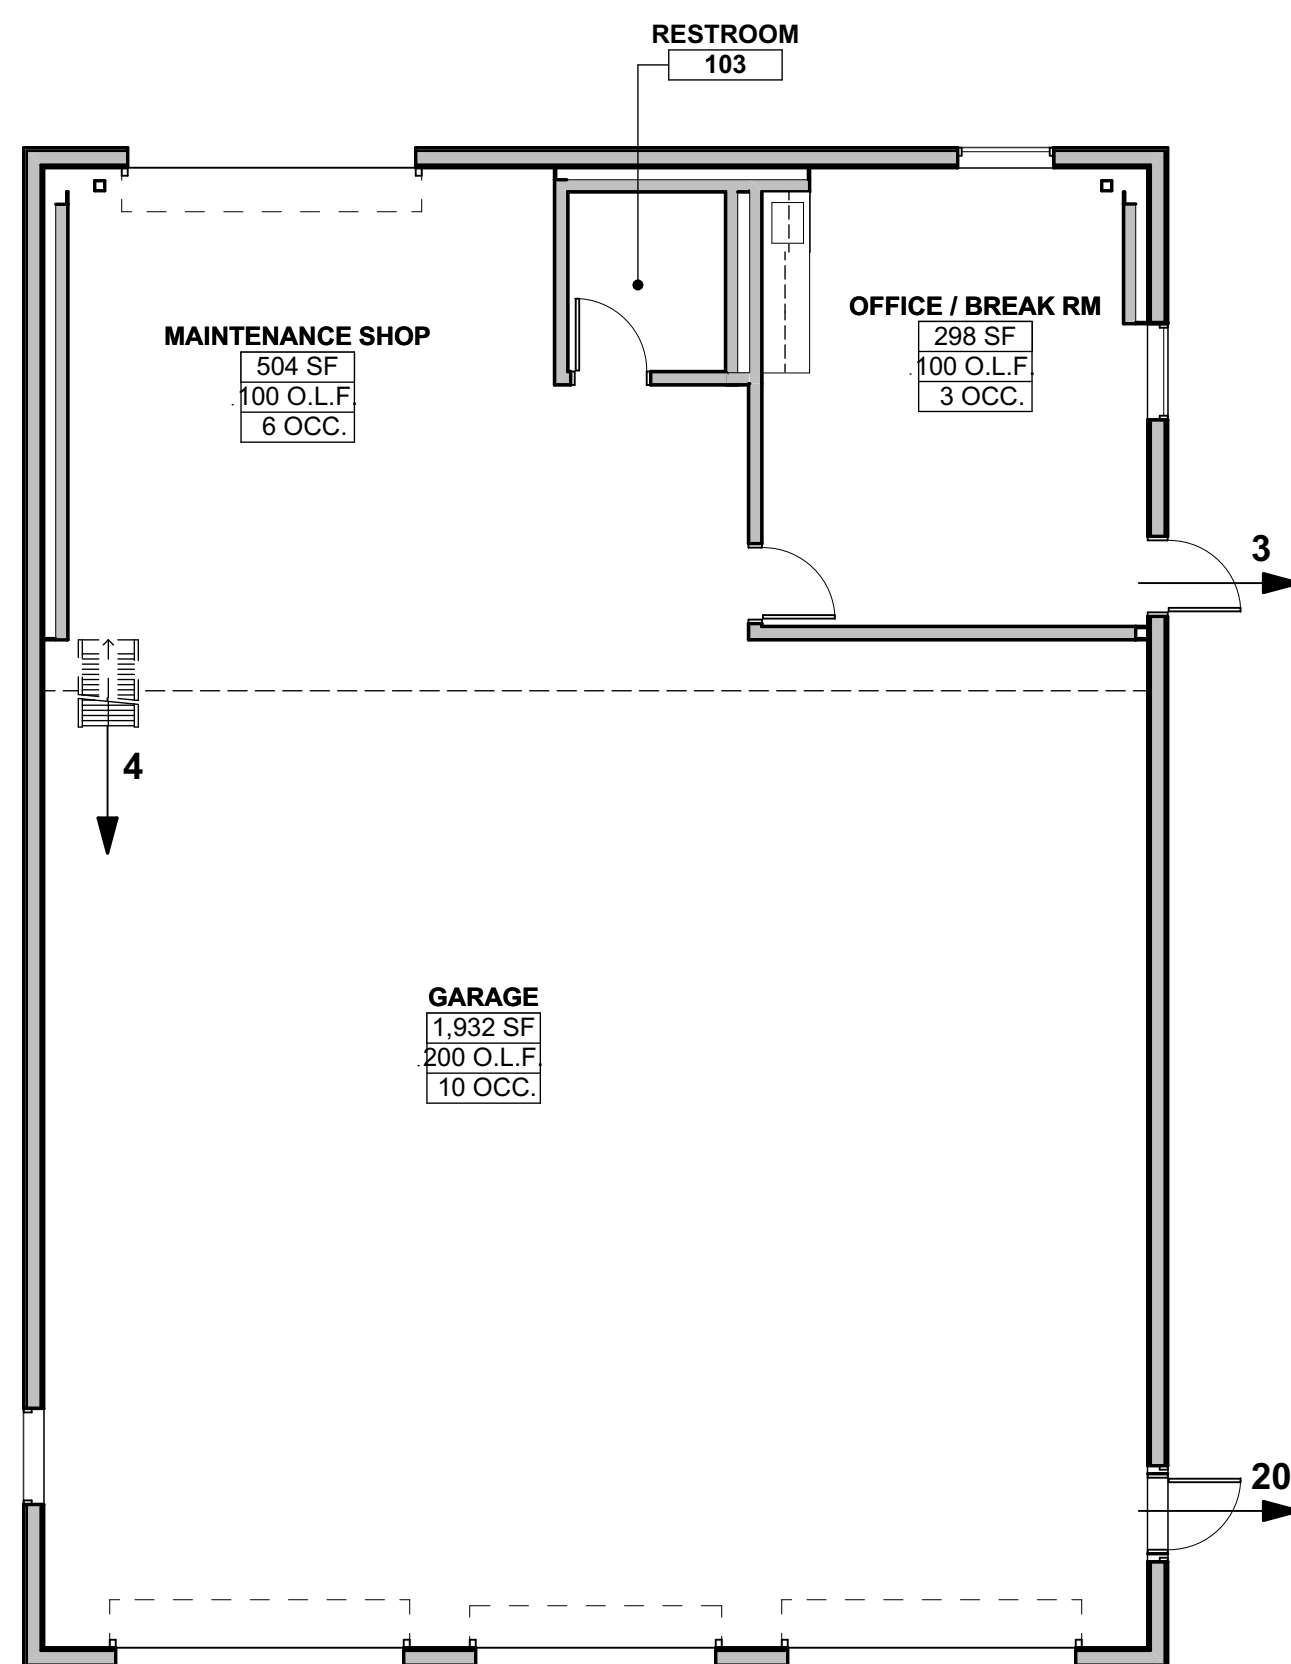 RESTROOM
103
MAINTENANCE SHOP
504 SF
100 O.L.F.
6 OCC.
OFFICE / BREAK RM
298 SF
100 O.L.F.
3 OCC.
3
4
GARAGE
1,932 SF
200 O.L.F.
10 OCC.
20